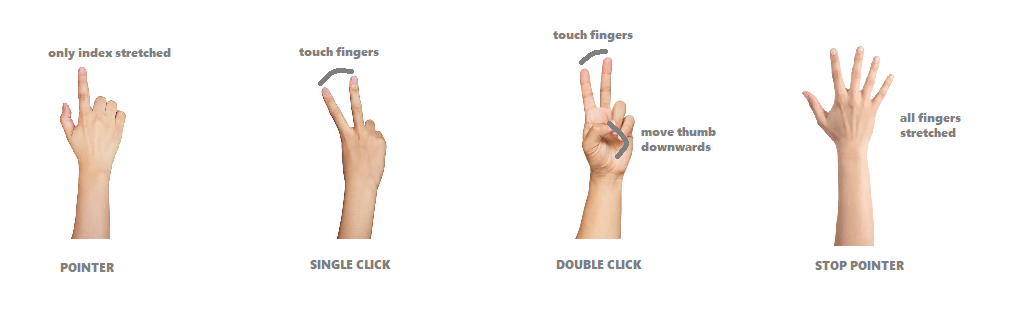 only index stretched
touch fingers
touch fingers
move thumb
downwards
all fingers
stretched
POINTER
SINGLE CLICK
DOUBLE CLICK
STOP POINTER